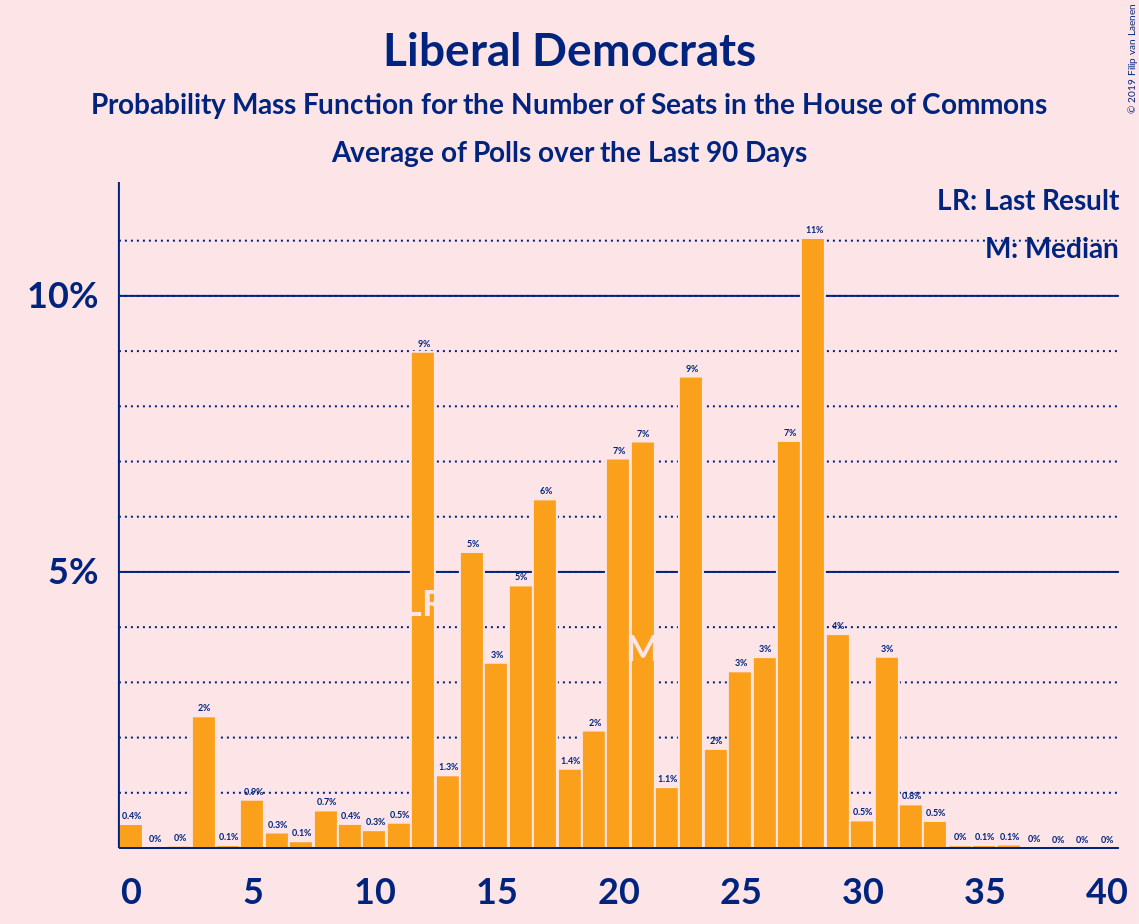 Liberal Democrats
Probability Mass Function for the Number of Seats in the House of Commons
Average of Polls over the Last 90 Days
© 2019 Filip van Laenen
LR: Last Result
M: Median
10%
5%
0.4% 0% 0% 2% 0.1% 0.9% 0.3% 0.1% 0.7% 0.4% 0.3% 0.5% 9% 1.3% 5% 3% 5% 6% 1.4% 2% 7% 7% 1.1% 9% 2% 3% 3% 7% 11% 4% 0.5% 3% 0.8% 0.5% 0% 0.1% 0.1% 0% 0% 0% 0%
LR
M
0 5 10 15 20 25 30 35 40